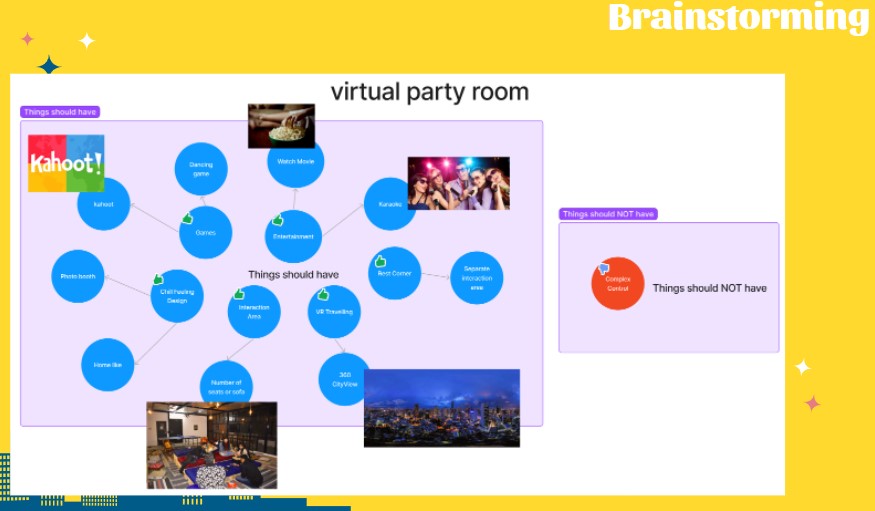 Brainstorming
virtual party room
Things should have
Kahoot!
kahoot
Dancing
game
Watch Movie
Karaoke
Games
Entertainment
Photo booth
Chill Feeling
Design
Things should have
Rest Corner
Separate
interaction
area
Interaction
Area
VR Travelling
Home like
Number of
seats or sofa
360
CityView
Things should NOT have
Complex
Control
Things should NOT have